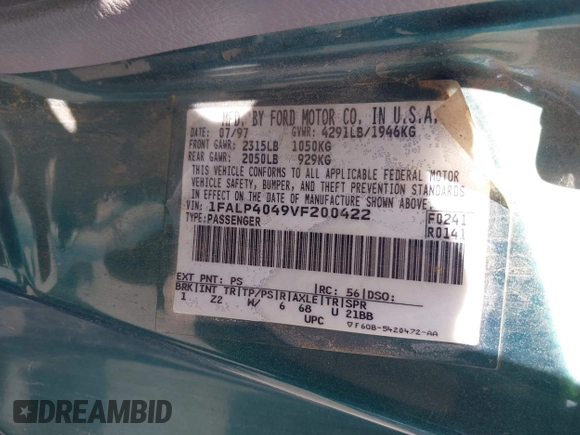 MFD. BY FORD MOTOR CO. IN U.S.A.
DATE: 07/97 GVWR: 4291LB/1946KG
FRONT GAWR: 2315LB 1050KG
REAR GAWR: 2050LB 929KG
THIS VEHICLE CONFORMS TO ALL APPLICABLE FEDERAL MOTOR
VEHICLE SAFETY, BUMPER, AND THEFT PREVENTION STANDARDS
IN EFFECT ON THE DATE OF MANUFACTURE SHOWN ABOVE.
VIN: 1FALP4049VF200422 F0241
TYPE: PASSENGER R0141
EXT PNT: PS RC: 56 DSO:
BRK INT TR TP/PS R AXLE TR SPR
1 Z2 W/ 6 68 U 21BB
UPC ▽F60B-5420472-AA
DREAMBID